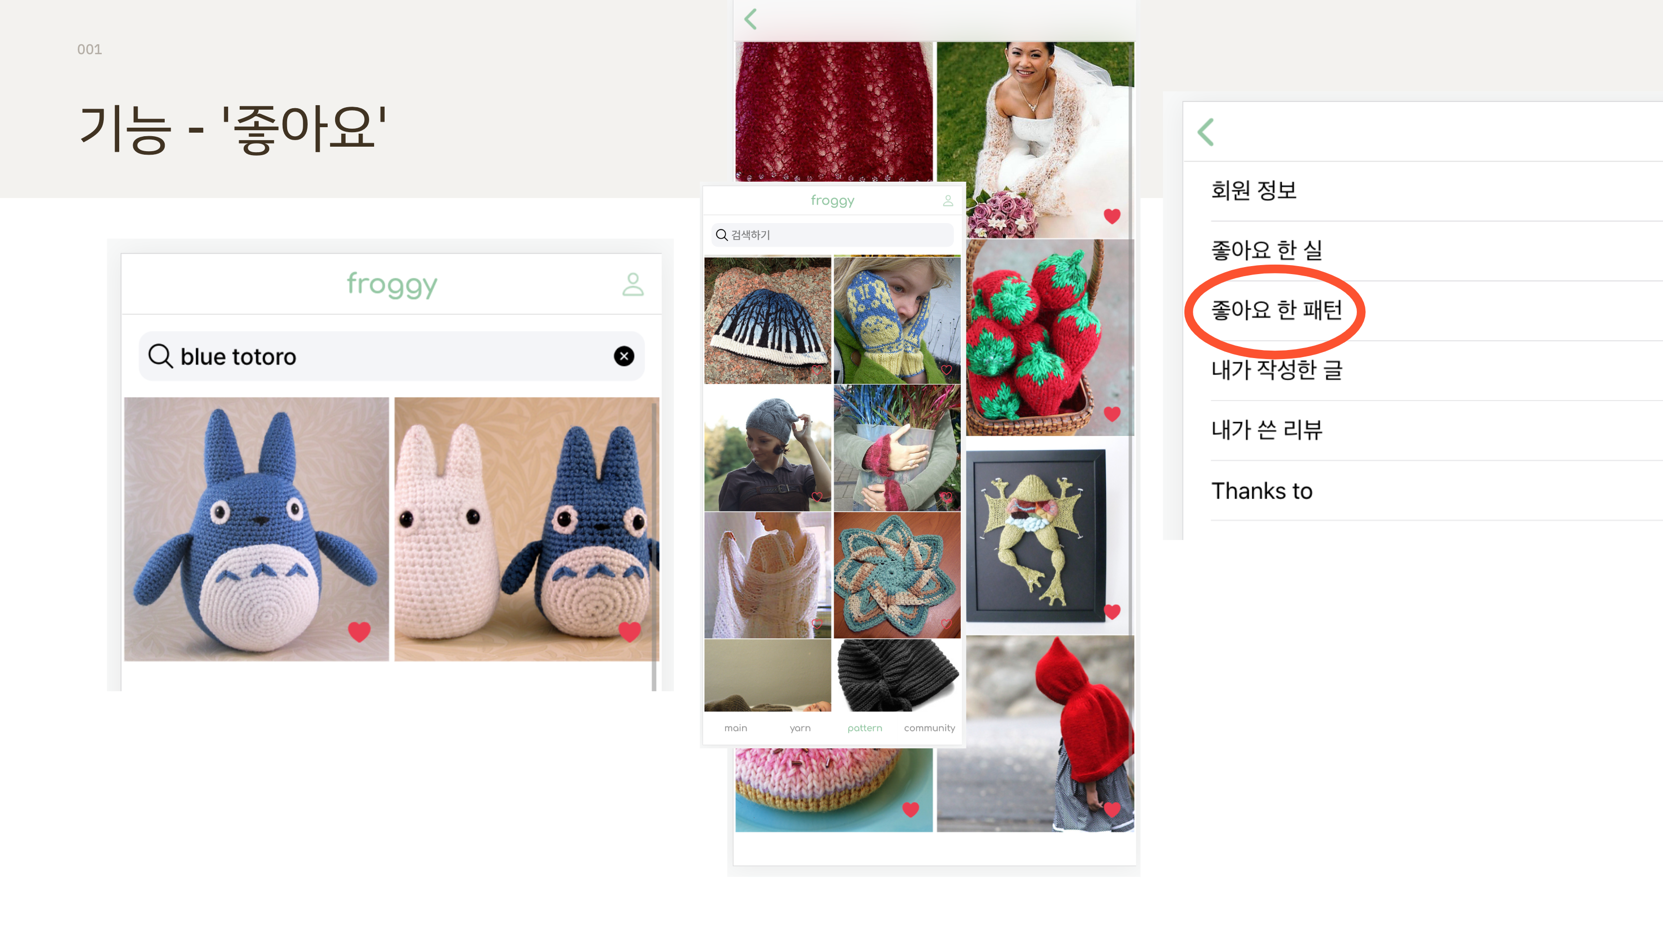 001
기능 - '좋아요'
froggy
blue totoro
froggy
검색하기
main yarn pattern community
회원 정보
좋아요 한 실
좋아요 한 패턴
내가 작성한 글
내가 쓴 리뷰
Thanks to